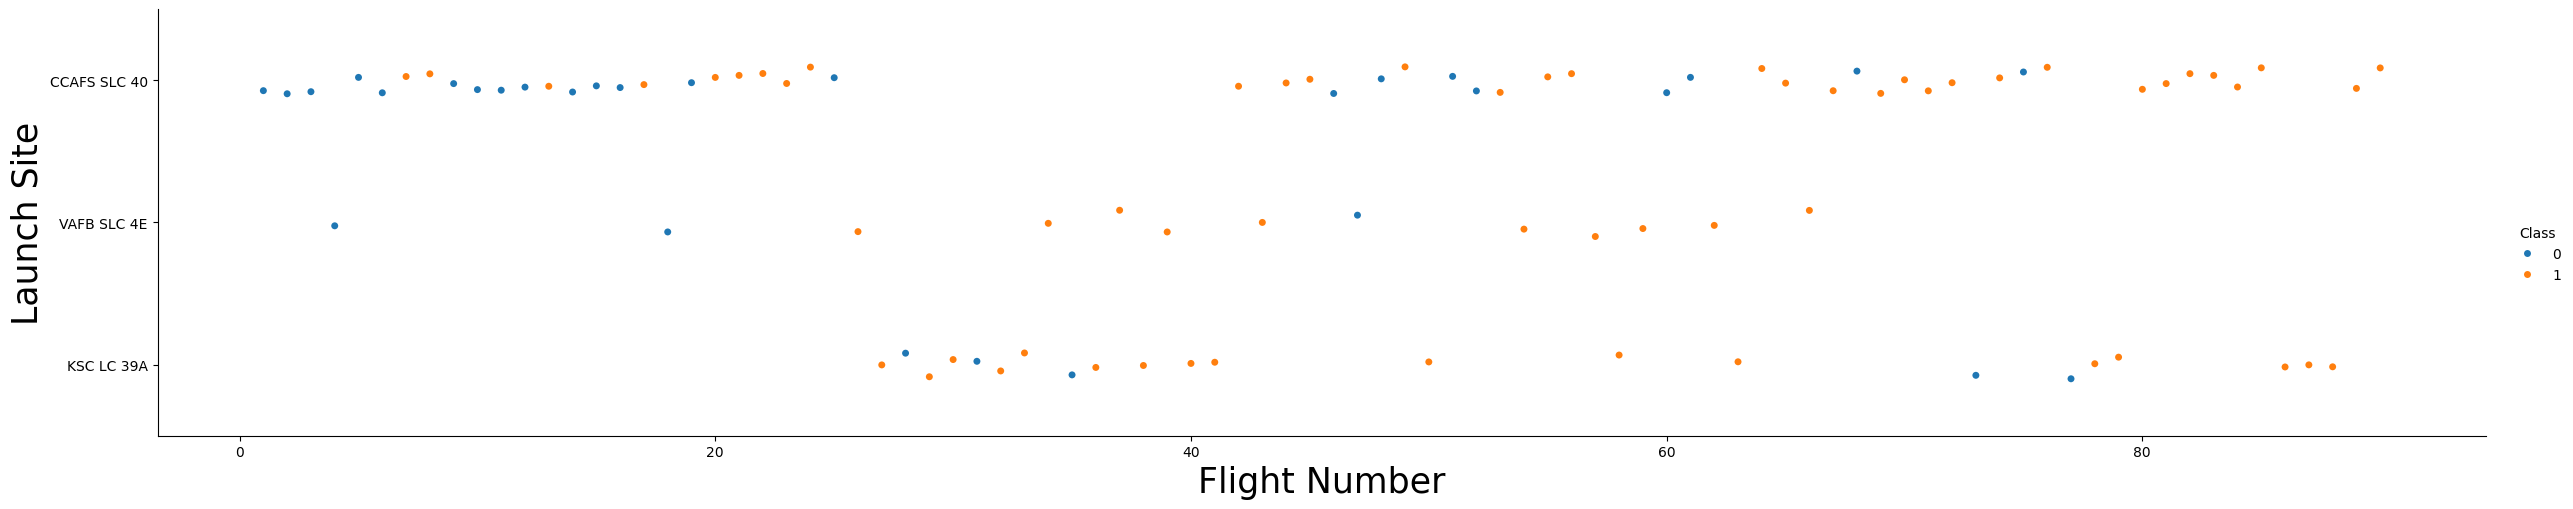 Launch Site
CCAFS SLC 40
VAFB SLC 4E
KSC LC 39A
0 20 40 60 80
Flight Number
Class
0
1